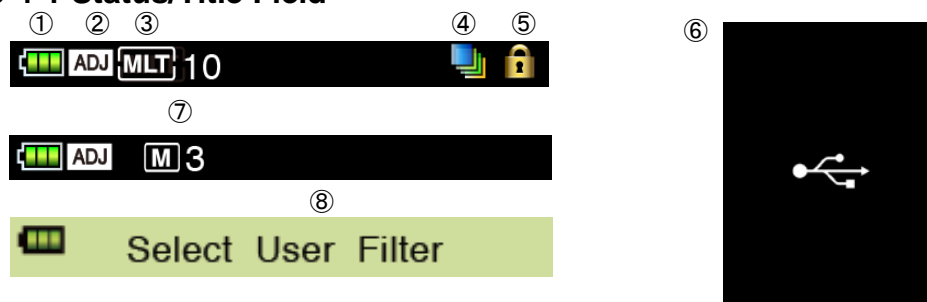 Status/Title Field
① ② ③ ④ ⑤ ⑥
ADJ MLT 10
⑦
ADJ M 3
⑧
Select User Filter